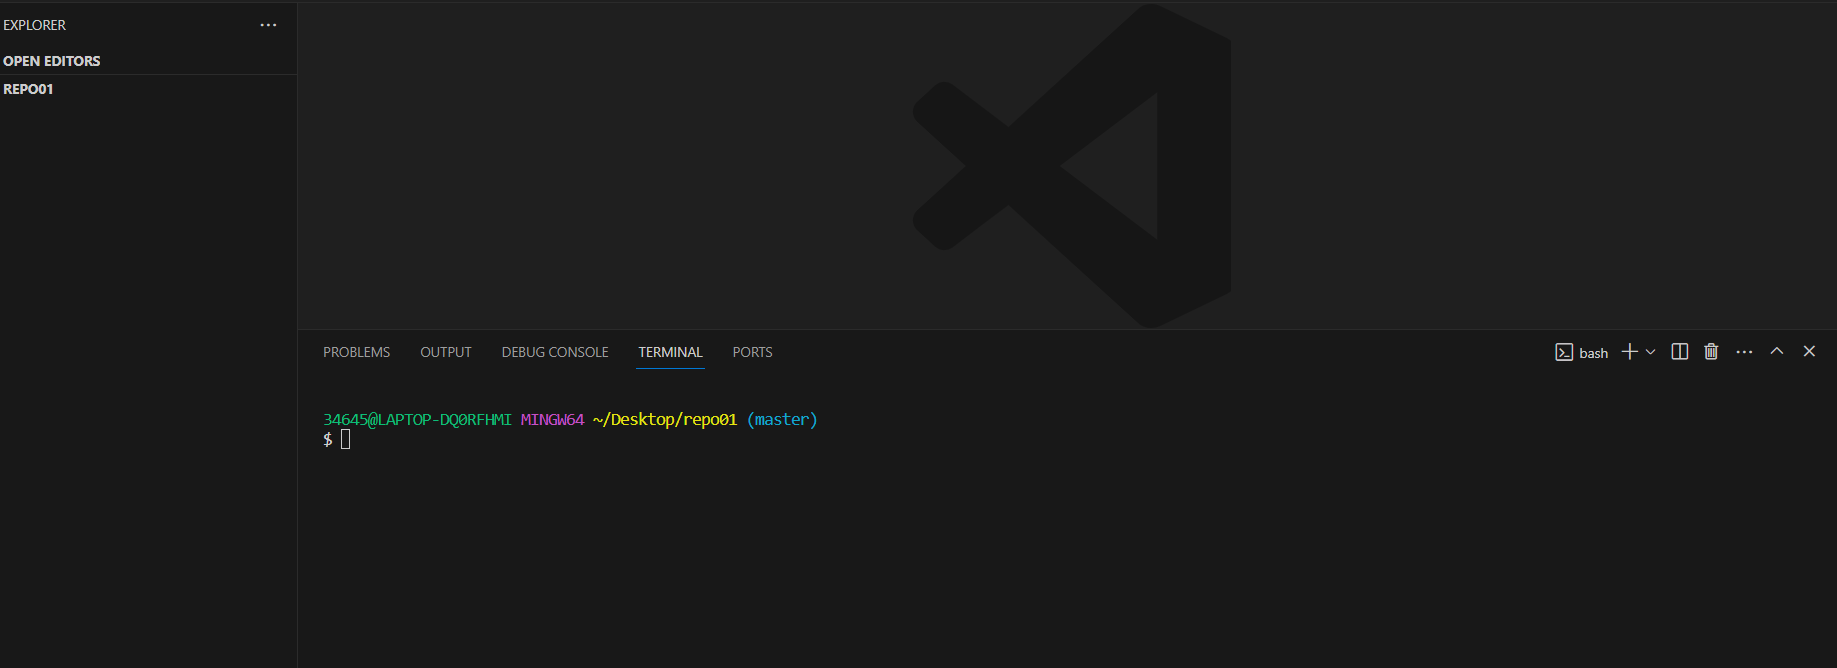 EXPLORER
OPEN EDITORS
REPO01
PROBLEMS OUTPUT DEBUG CONSOLE TERMINAL PORTS bash
34645@LAPTOP-DQ0RFHMI MINGW64 ~/Desktop/repo01 (master)
$